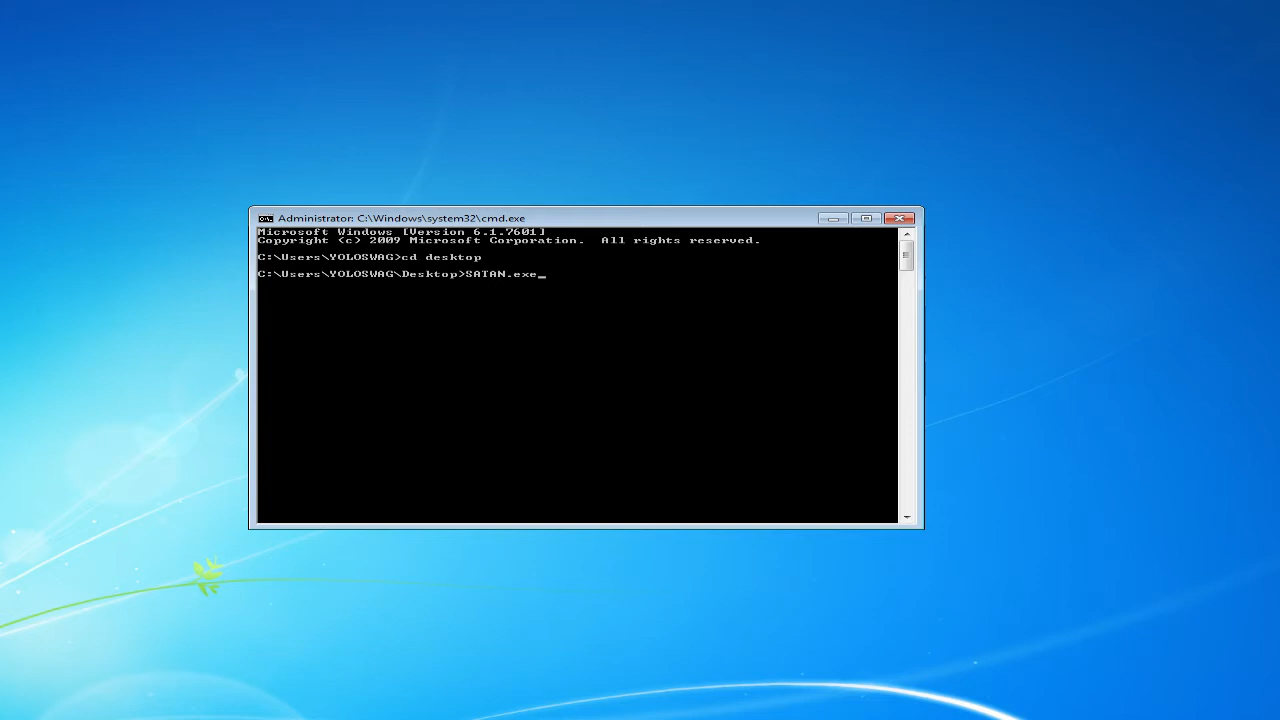 Administrator: C:\Windows\system32\cmd.exe
Microsoft Windows [Version 6.1.7601]
Copyright (c) 2009 Microsoft Corporation.  All rights reserved.
C:\Users\YOLOSWAG>cd desktop
C:\Users\YOLOSWAG\Desktop>SATAN.exe_